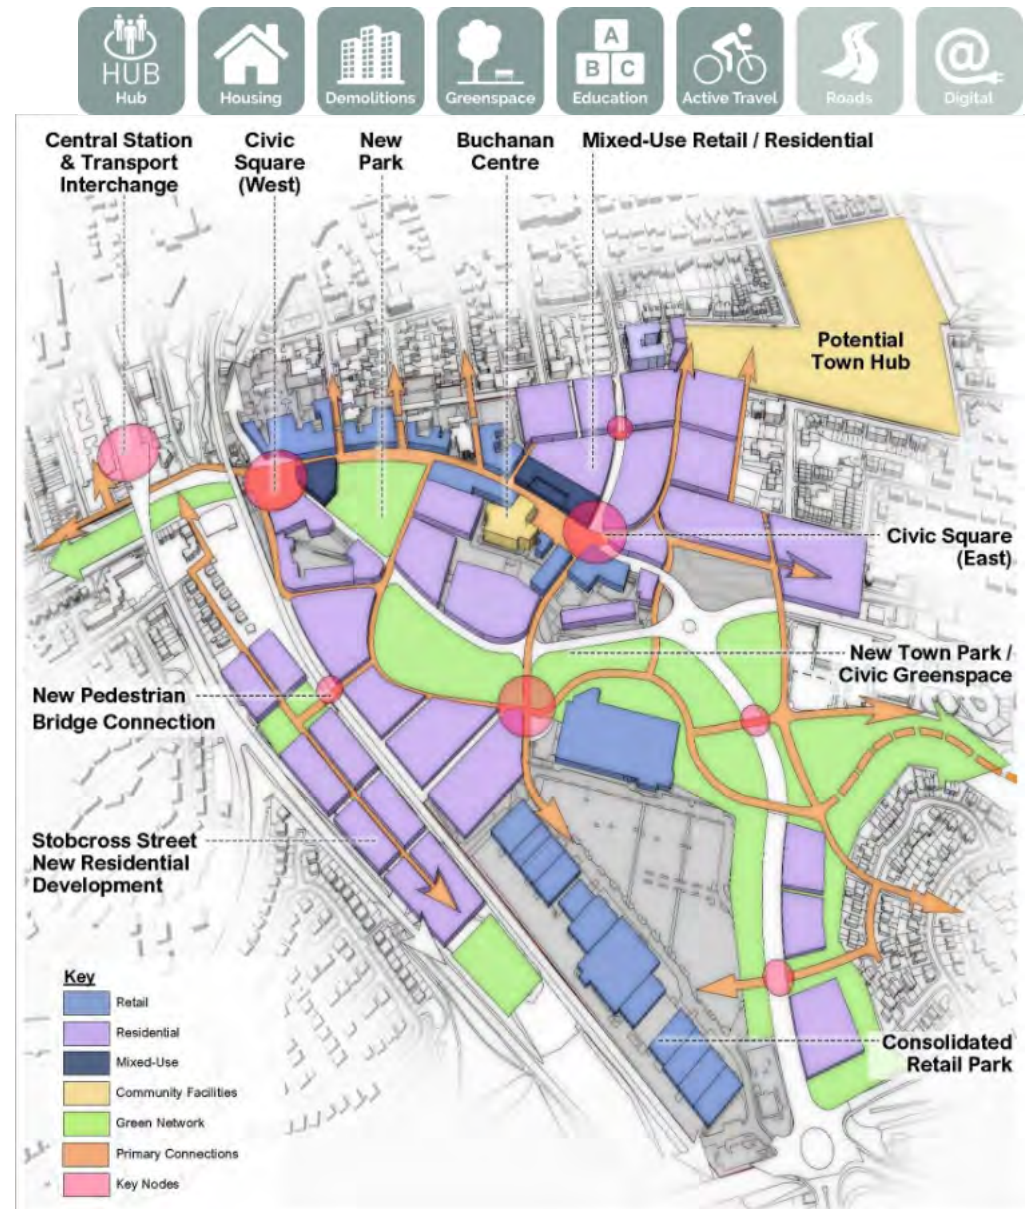 HUB
Hub
Housing
Demolitions
Greenspace
A
B C
Education
Active Travel
Roads
@
Digital
Central Station
& Transport
Interchange
Civic
Square
(West)
New
Park
Buchanan
Centre
Mixed-Use Retail / Residential
Potential
Town Hub
Civic Square
(East)
New Town Park /
Civic Greenspace
New Pedestrian
Bridge Connection
Stobcross Street
New Residential
Development
Consolidated
Retail Park
Key
Retail
Residential
Mixed-Use
Community Facilities
Green Network
Primary Connections
Key Nodes